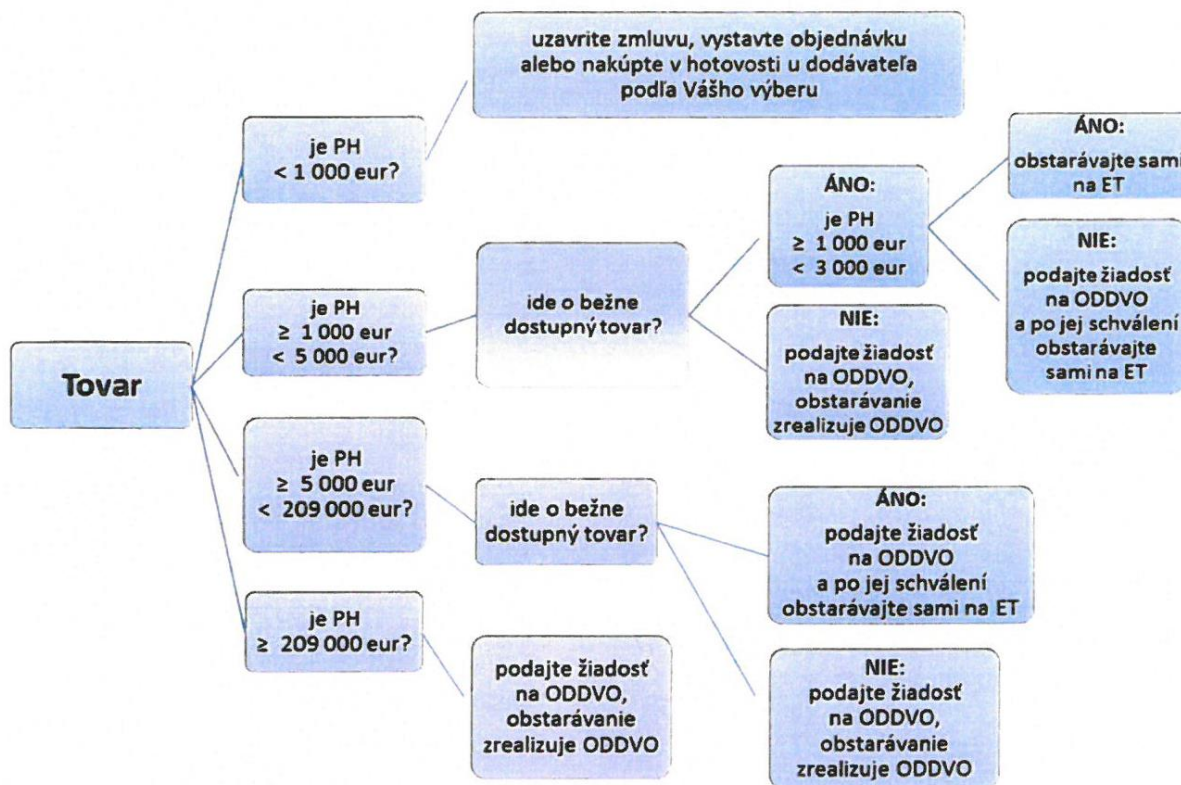 Tovar
je PH
< 1 000 eur?
uzavrite zmluvu, vystavte objednávku
alebo nakúpte v hotovosti u dodávateľa
podľa Vášho výberu
je PH
≥ 1 000 eur
< 5 000 eur?
ide o bežne
dostupný tovar?
ÁNO:
je PH
≥ 1 000 eur
< 3 000 eur
ÁNO:
obstarávajte sami
na ET
NIE:
podajte žiadosť
na ODDVO
a po jej schválení
obstarávajte
sami na ET
NIE:
podajte žiadosť
na ODDVO,
obstarávanie
zrealizuje ODDVO
je PH
≥ 5 000 eur
< 209 000 eur?
ide o bežne
dostupný tovar?
ÁNO:
podajte žiadosť
na ODDVO
a po jej schválení
obstarávajte sami na ET
NIE:
podajte žiadosť
na ODDVO,
obstarávanie
zrealizuje ODDVO
je PH
≥ 209 000 eur?
podajte žiadosť
na ODDVO,
obstarávanie
zrealizuje ODDVO